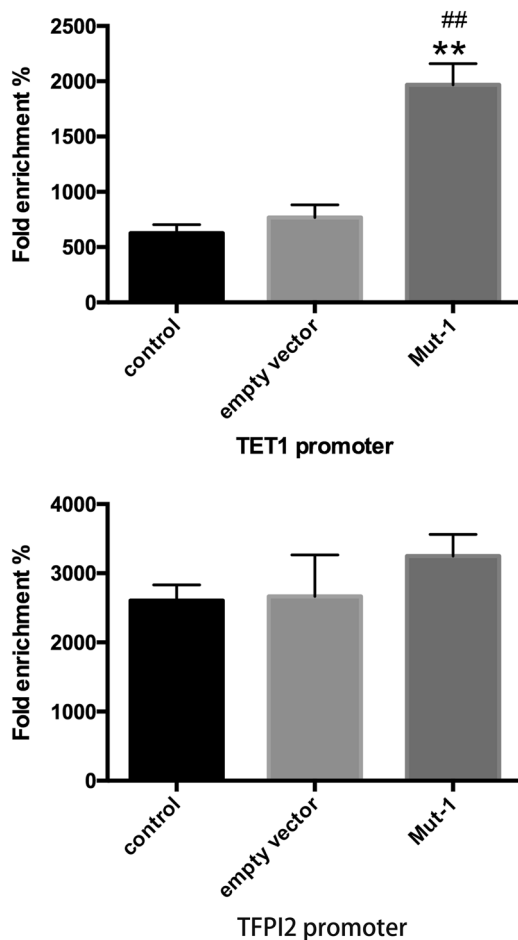 ##
**
2500
2000
1500
1000
500
0
Fold enrichment %
control
empty vector
Mut-1
TET1 promoter
4000
3000
2000
1000
0
Fold enrichment %
control
empty vector
Mut-1
TFPI2 promoter